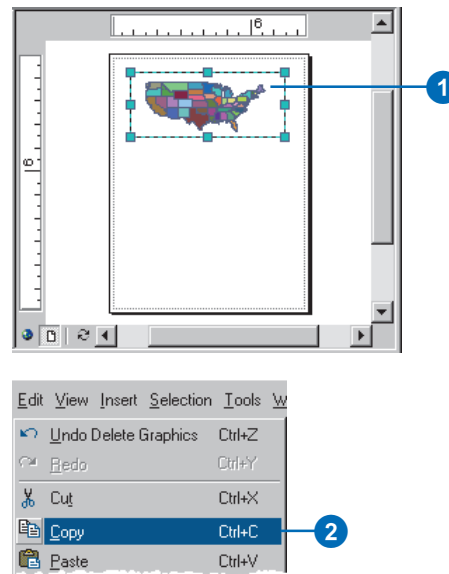 6
1
6
Edit View Insert Selection Tools W
Undo Delete Graphics Ctrl+Z
Redo Ctrl+Y
Cut Ctrl+X
Copy Ctrl+C
2
Paste Ctrl+V